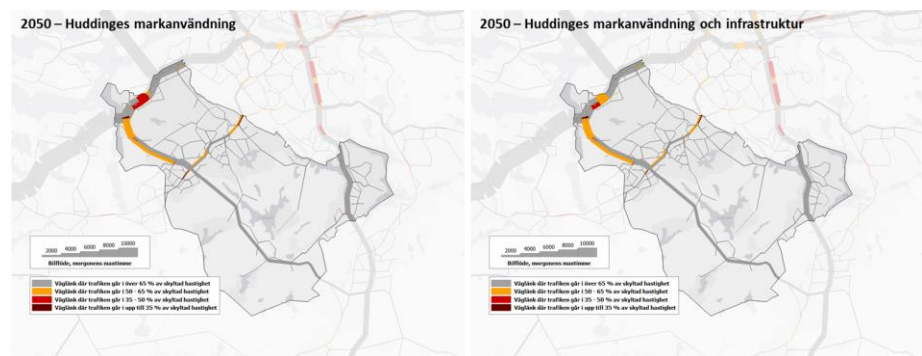 2050 – Huddinges markanvändning
2000 4000 6000 8000 10000
Bilflöde, morgonens maxtimme
Väglänk där trafiken går i över 65 % av skyltad hastighet
Väglänk där trafiken går i 50 - 65 % av skyltad hastighet
Väglänk där trafiken går i 35 - 50 % av skyltad hastighet
Väglänk där trafiken går i upp till 35 % av skyltad hastighet
2050 – Huddinges markanvändning och infrastruktur
2000 4000 6000 8000 10000
Bilflöde, morgonens maxtimme
Väglänk där trafiken går i över 65 % av skyltad hastighet
Väglänk där trafiken går i 50 - 65 % av skyltad hastighet
Väglänk där trafiken går i 35 - 50 % av skyltad hastighet
Väglänk där trafiken går i upp till 35 % av skyltad hastighet